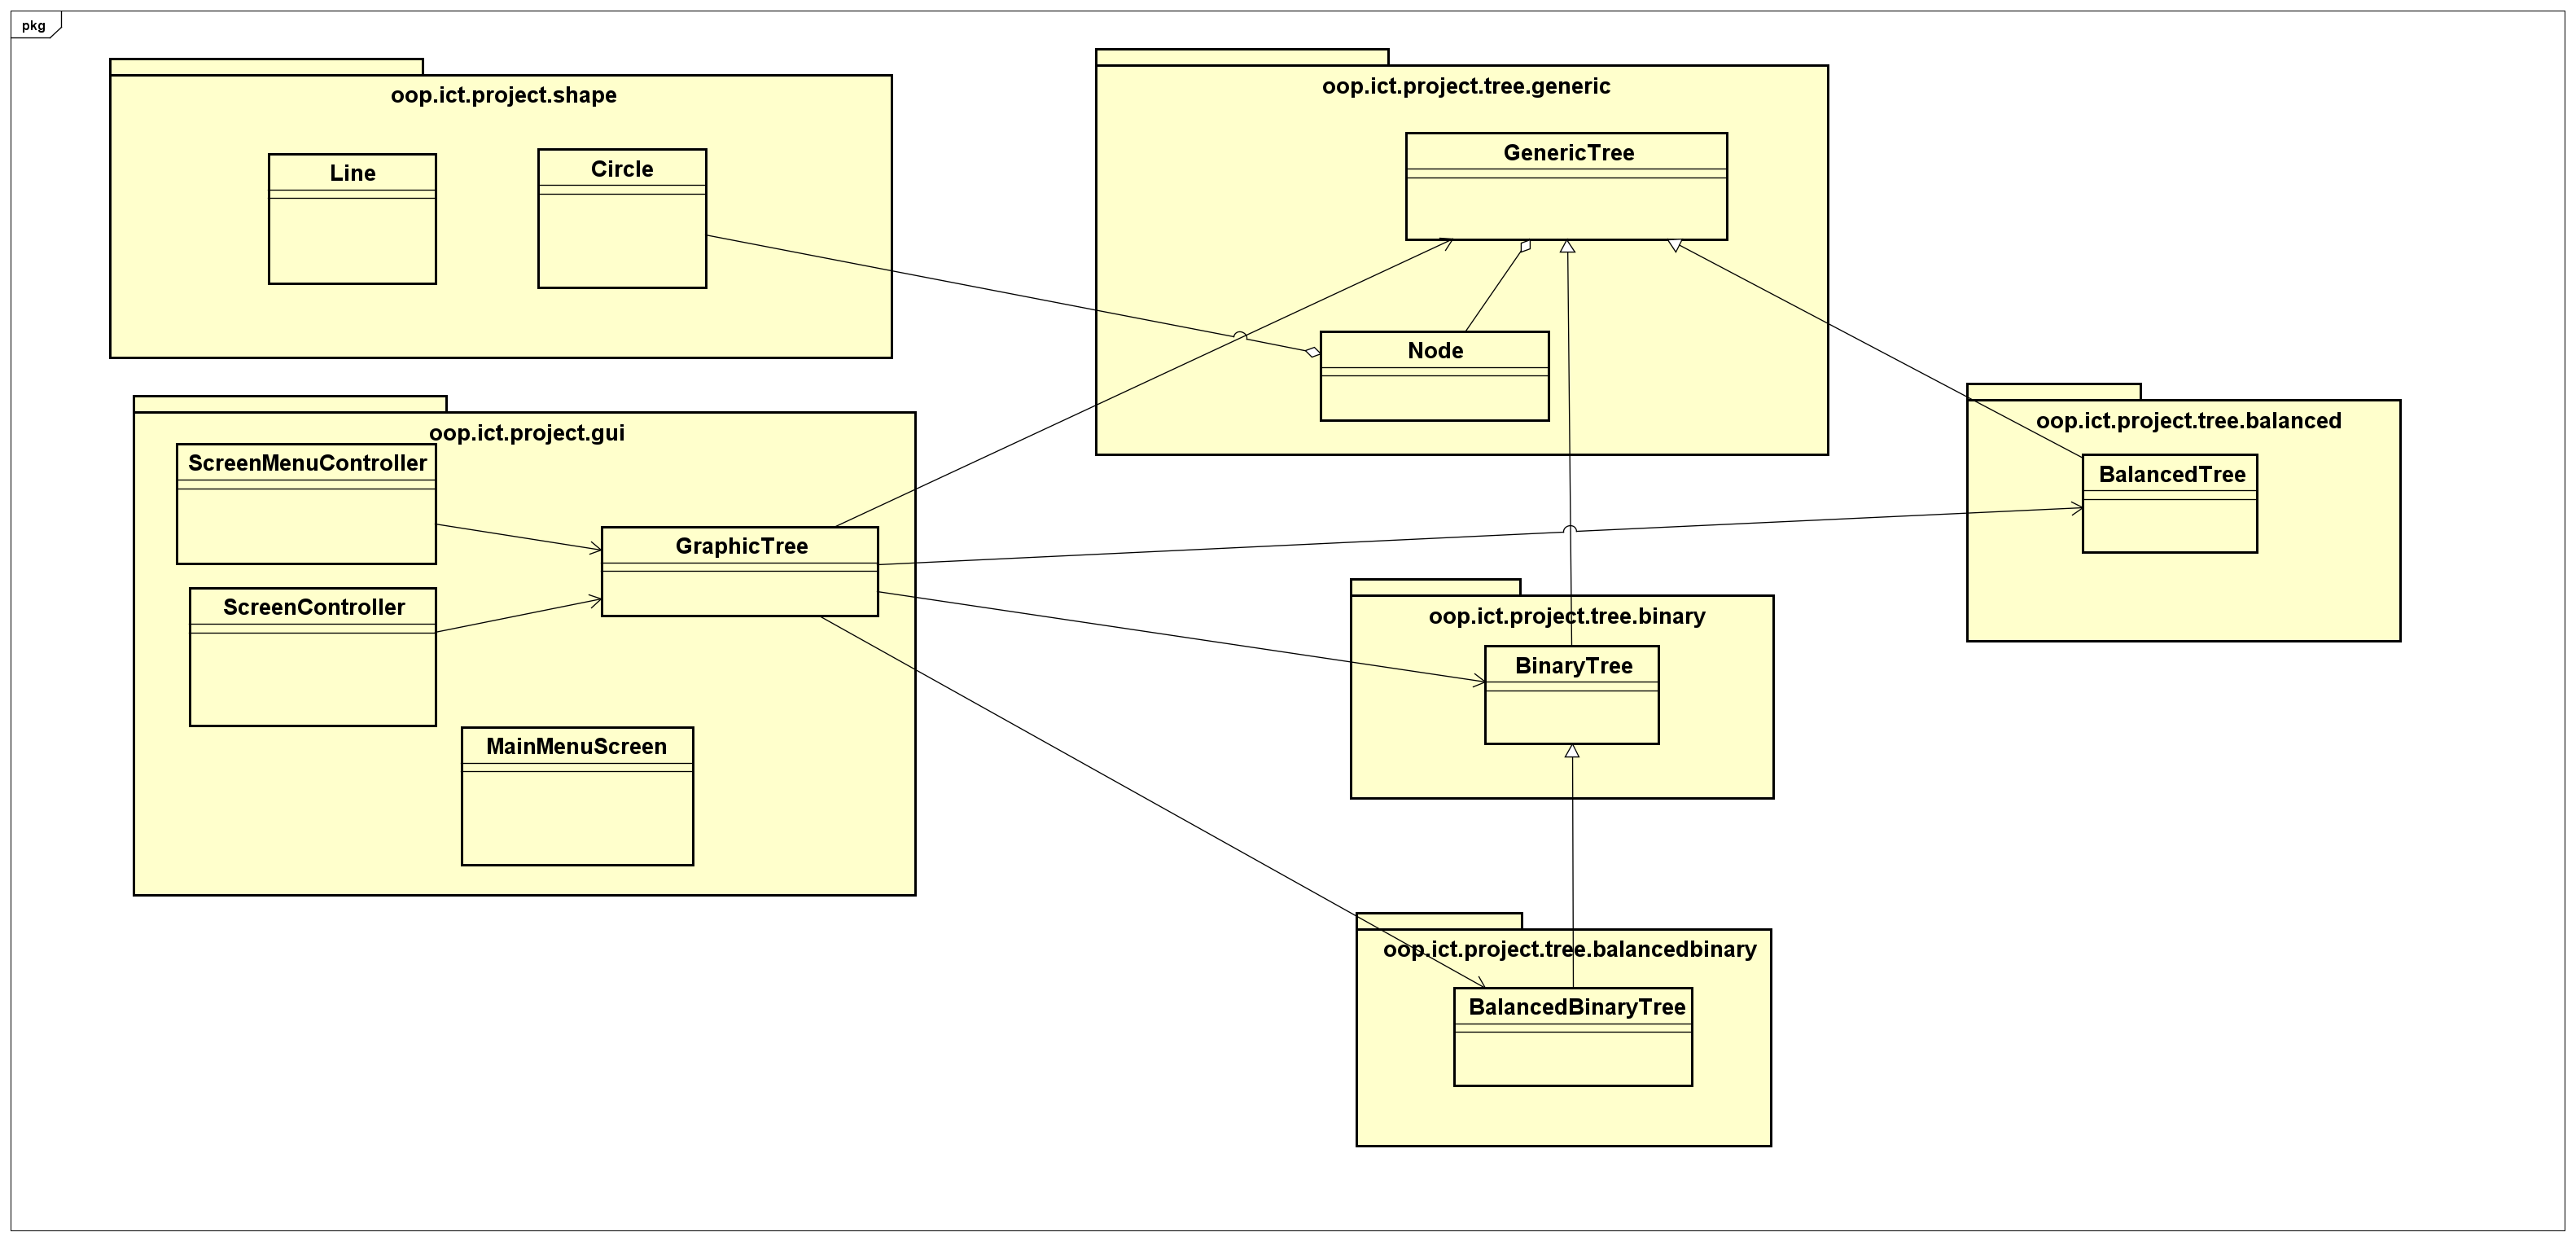 pkg
oop.ict.project.shape
Line
Circle
oop.ict.project.tree.generic
GenericTree
Node
oop.ict.project.gui
ScreenMenuController
GraphicTree
ScreenController
MainMenuScreen
oop.ict.project.tree.balanced
BalancedTree
oop.ict.project.tree.binary
BinaryTree
oop.ict.project.tree.balancedbinary
BalancedBinaryTree